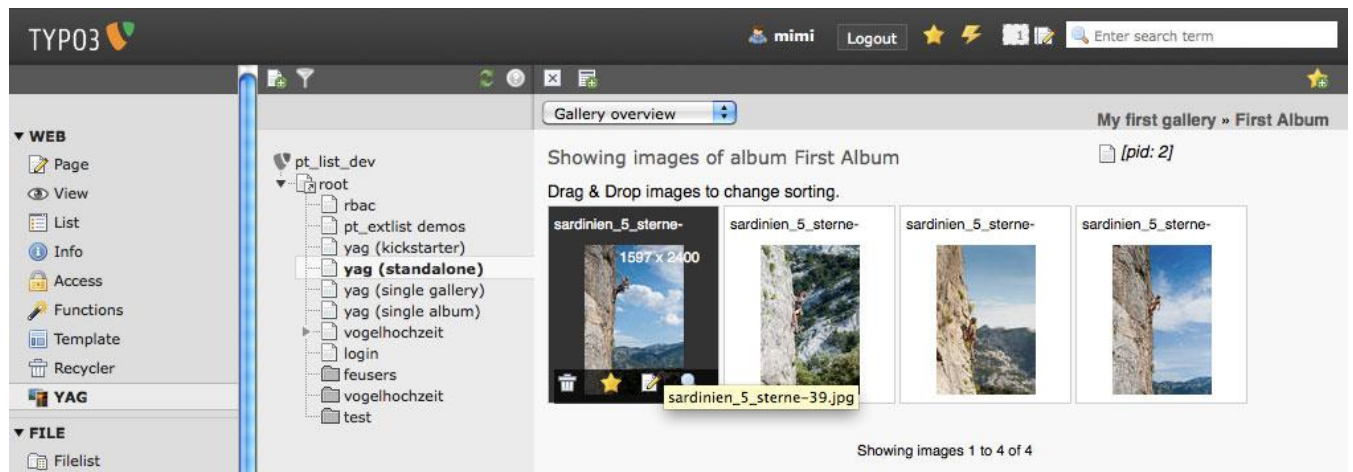 TYPO3
mimi
Logout
1
Enter search term
WEB
Page
View
List
Info
Access
Functions
Template
Recycler
YAG
FILE
Filelist
pt_list_dev
root
rbac
pt_extlist demos
yag (kickstarter)
yag (standalone)
yag (single gallery)
yag (single album)
vogelhochzeit
login
feusers
vogelhochzeit
test
Gallery overview
My first gallery » First Album
[pid: 2]
Showing images of album First Album
Drag & Drop images to change sorting.
sardinien_5_sterne-
1597 x 2400
sardinien_5_sterne-
sardinien_5_sterne-
sardinien_5_sterne-
sardinien_5_sterne-39.jpg
Showing images 1 to 4 of 4